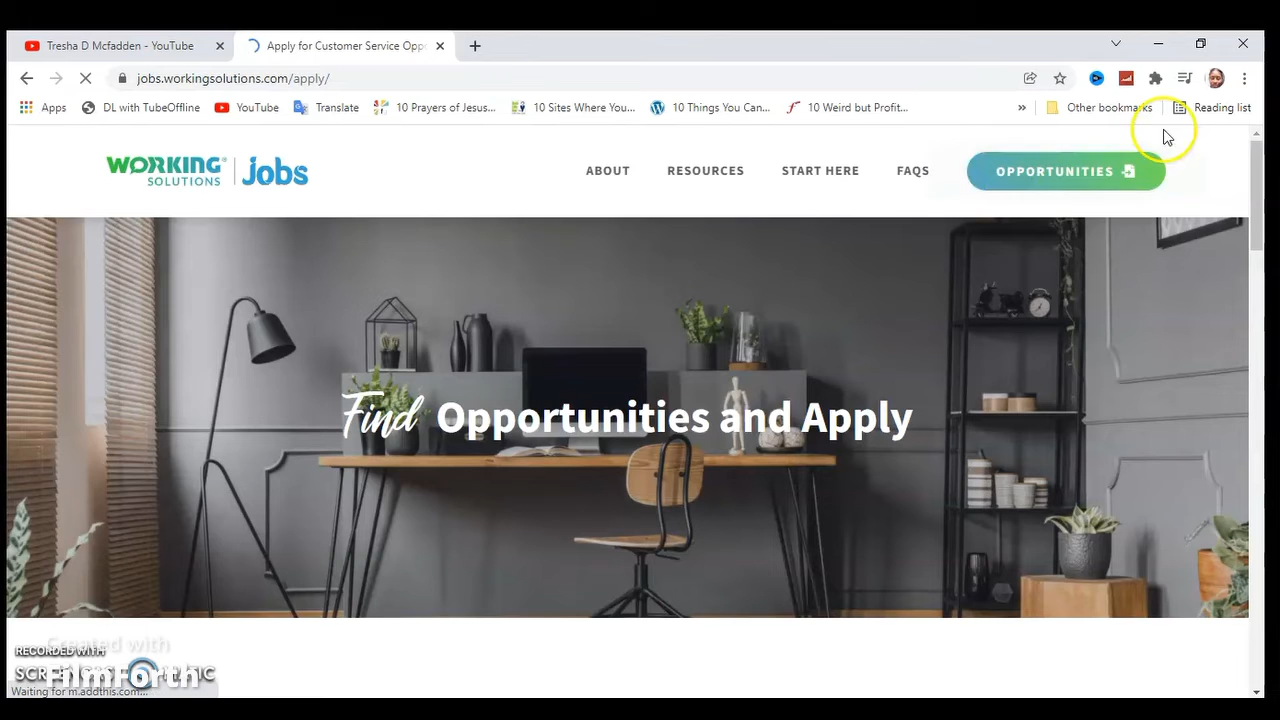 Tresha D Mcfadden - YouTube
Apply for Customer Service Oppo
jobs.workingsolutions.com/apply/
Apps
DL with TubeOffline
YouTube
Translate
10 Prayers of Jesus...
10 Sites Where You...
10 Things You Can...
10 Weird but Profit...
»
Other bookmarks
Reading list
WORKING SOLUTIONS | Jobs
ABOUT
RESOURCES
START HERE
FAQS
OPPORTUNITIES
Find Opportunities and Apply
Created with
RECORDED WITH
FilmForth
Waiting for m.addthis.com...